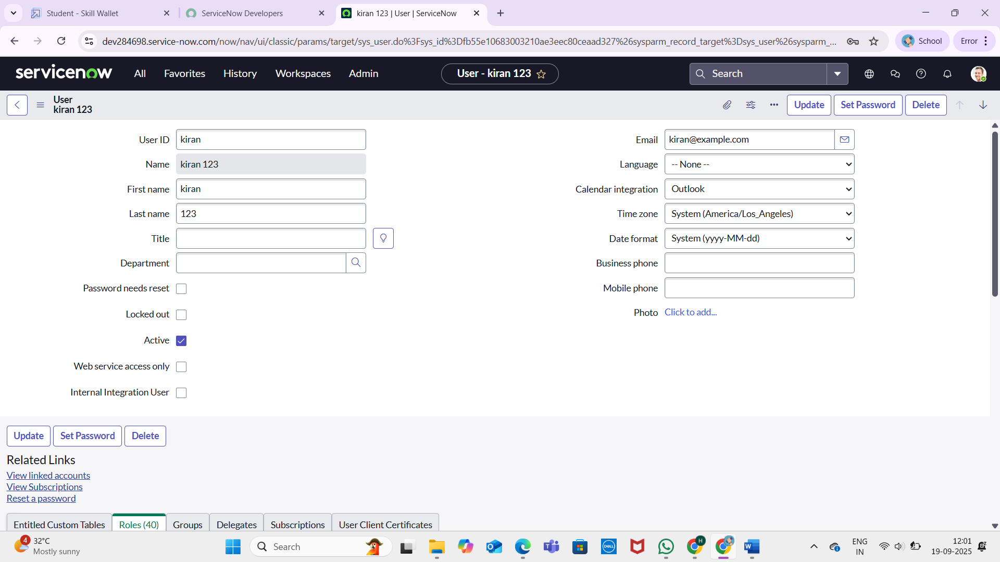 Student - Skill Wallet
ServiceNow Developers
kiran 123 | User | ServiceNow
dev284698.service-now.com/now/nav/ui/classic/params/target/sys_user.do%3Fsys_id%3Dfb55e10683003210ae3eec80ceaad327%26sysparm_record_target%3Dsys_user%26sysparm_...
School
Error
servicenow
All
Favorites
History
Workspaces
Admin
User - kiran 123
Search
User
kiran 123
Update
Set Password
Delete
User ID
kiran
Name
kiran 123
First name
kiran
Last name
123
Title
Department
Password needs reset
Locked out
Active
Web service access only
Internal Integration User
Email
kiran@example.com
Language
-- None --
Calendar integration
Outlook
Time zone
System (America/Los_Angeles)
Date format
System (yyyy-MM-dd)
Business phone
Mobile phone
Photo
Click to add...
Update
Set Password
Delete
Related Links
View linked accounts
View Subscriptions
Reset a password
Entitled Custom Tables
Roles (40)
Groups
Delegates
Subscriptions
User Client Certificates
4
32°C
Mostly sunny
Search
DELL
H
ENG
IN
12:01
19-09-2025